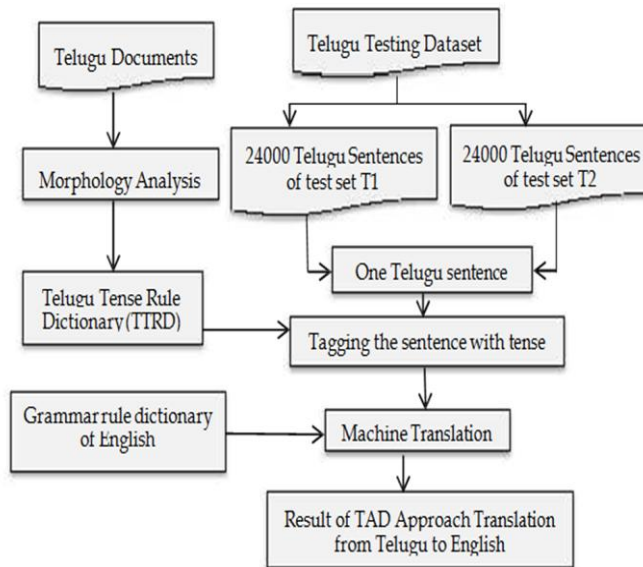 Telugu Documents
Telugu Testing Dataset
24000 Telugu Sentences
of test set T1
24000 Telugu Sentences
of test set T2
Morphology Analysis
One Telugu sentence
Telugu Tense Rule
Dictionary (TTRD)
Tagging the sentence with tense
Grammar rule dictionary
of English
Machine Translation
Result of TAD Approach Translation
from Telugu to English